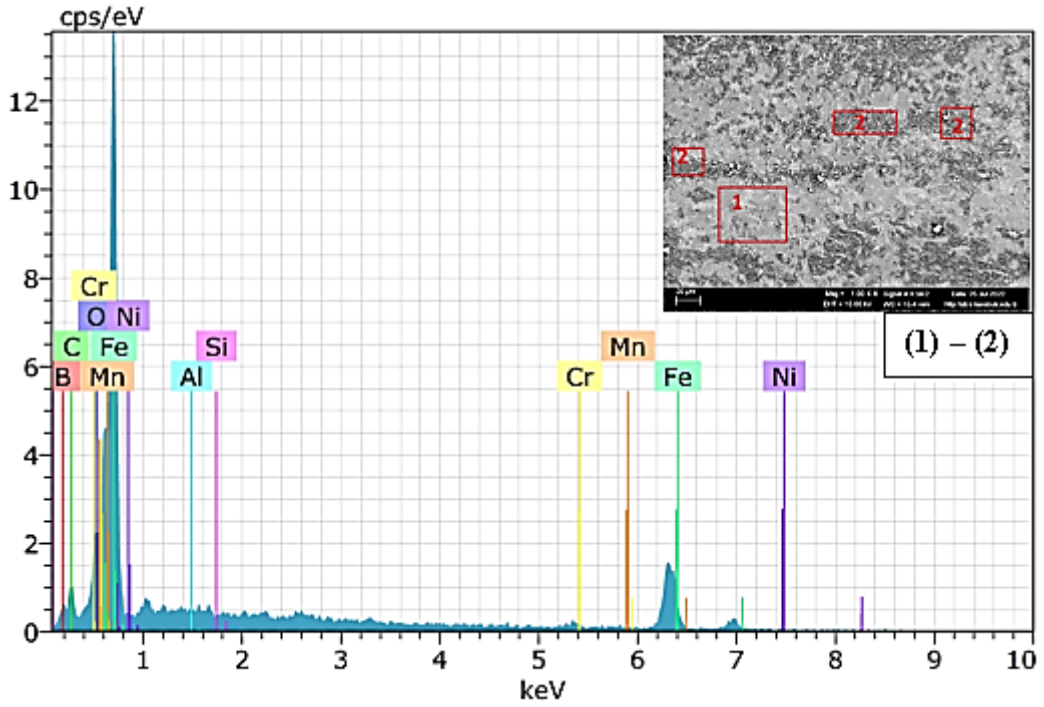 cps/eV
12
10
8
6
4
2
0
Cr
O Ni
C Fe
B Mn
Al
Si
Cr
Mn
Fe
Ni
2
2
2
1
(1) – (2)
1 2 3 4 5 6 7 8 9 10
keV